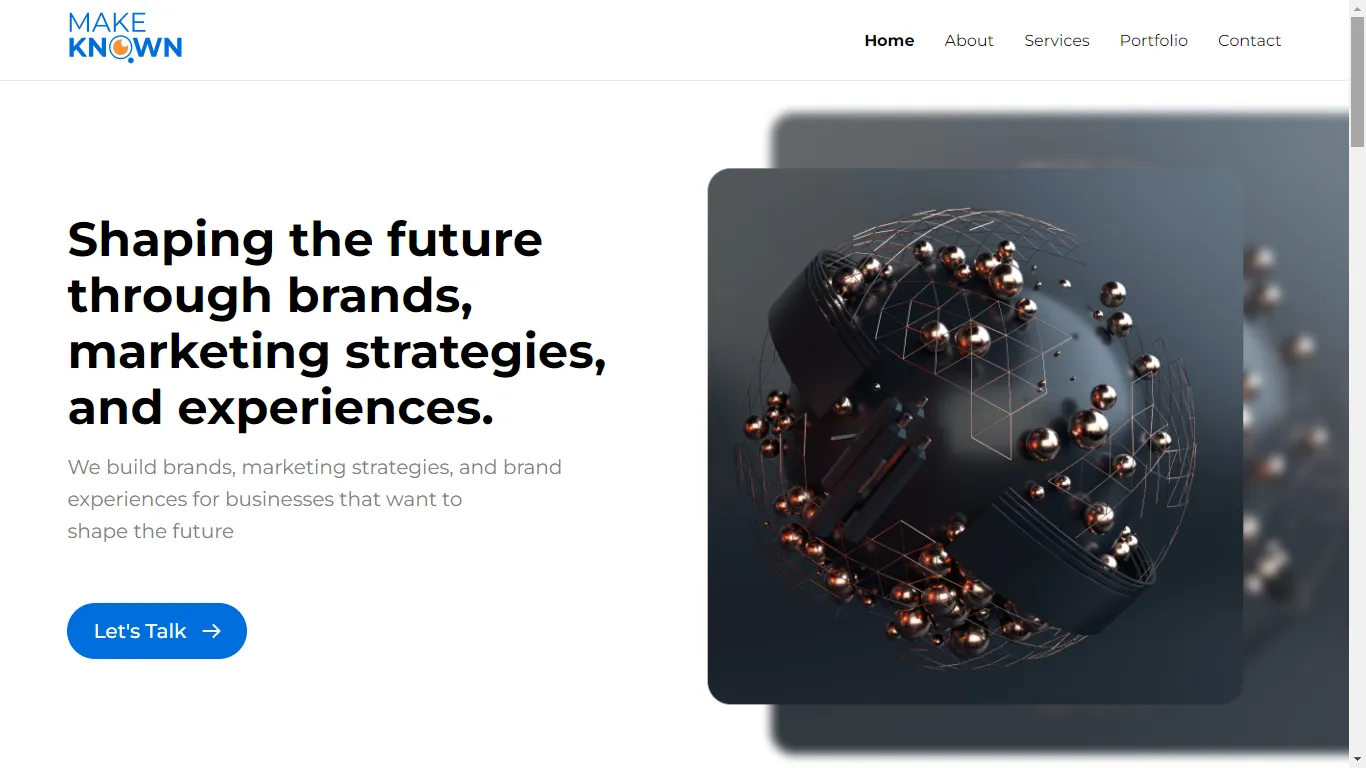 MAKE
KNOWN
Home About Services Portfolio Contact
Shaping the future
through brands,
marketing strategies,
and experiences.
We build brands, marketing strategies, and brand
experiences for businesses that want to
shape the future
Let's Talk